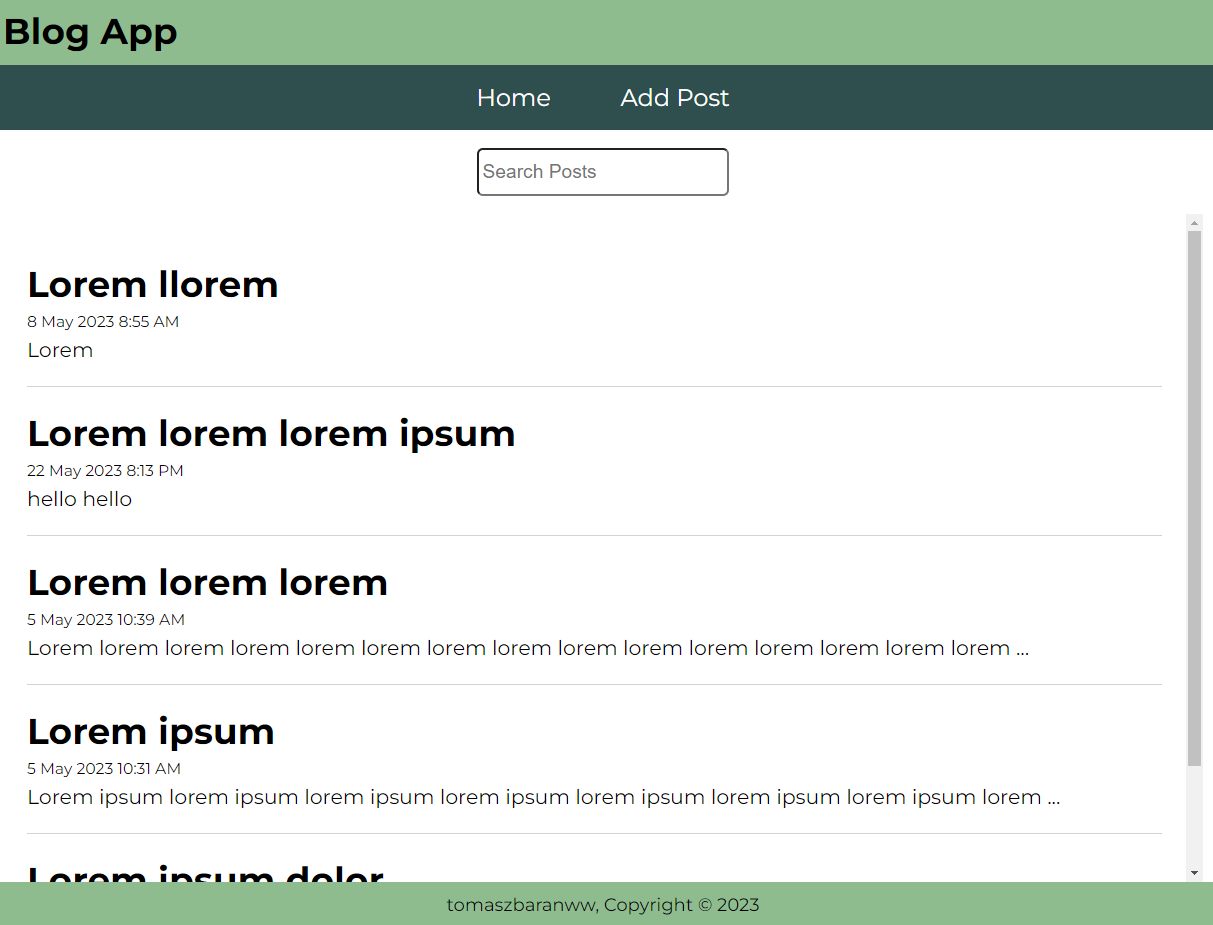 Blog App
Home Add Post
Search Posts
Lorem llorem
8 May 2023 8:55 AM
Lorem
Lorem lorem lorem ipsum
22 May 2023 8:13 PM
hello hello
Lorem lorem lorem
5 May 2023 10:39 AM
Lorem lorem lorem lorem lorem lorem lorem lorem lorem lorem lorem lorem lorem lorem lorem ...
Lorem ipsum
5 May 2023 10:31 AM
Lorem ipsum lorem ipsum lorem ipsum lorem ipsum lorem ipsum lorem ipsum lorem ipsum lorem ...
Lorem ipsum dolor
tomaszbaranww, Copyright © 2023